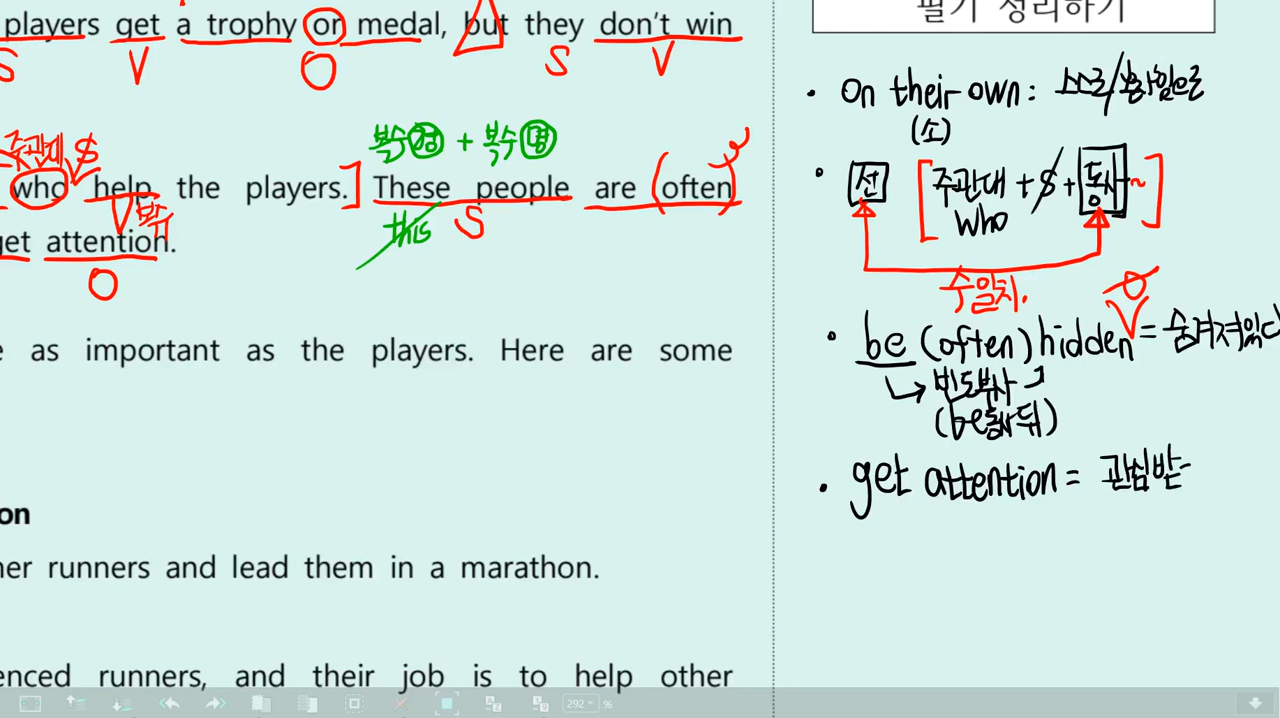 players get a trophy or medal, but they don't win
S V O S V
주관대 $
복수형 + 복수명
who help the players.] These people are (often)
V 복수 this S
get attention.
O
e as important as the players. Here are some
on
ner runners and lead them in a marathon.
enced runners, and their job is to help other
필기 정리하기
• On their own : 스스로/혼자힘으로
(소)
• 선 [주관대 + $ + 동사~]
who
수일치.
V
• be (often) hidden = 숨겨져있다
↳ 빈도부사
(be동사 뒤)
• get attention = 관심받
292 %